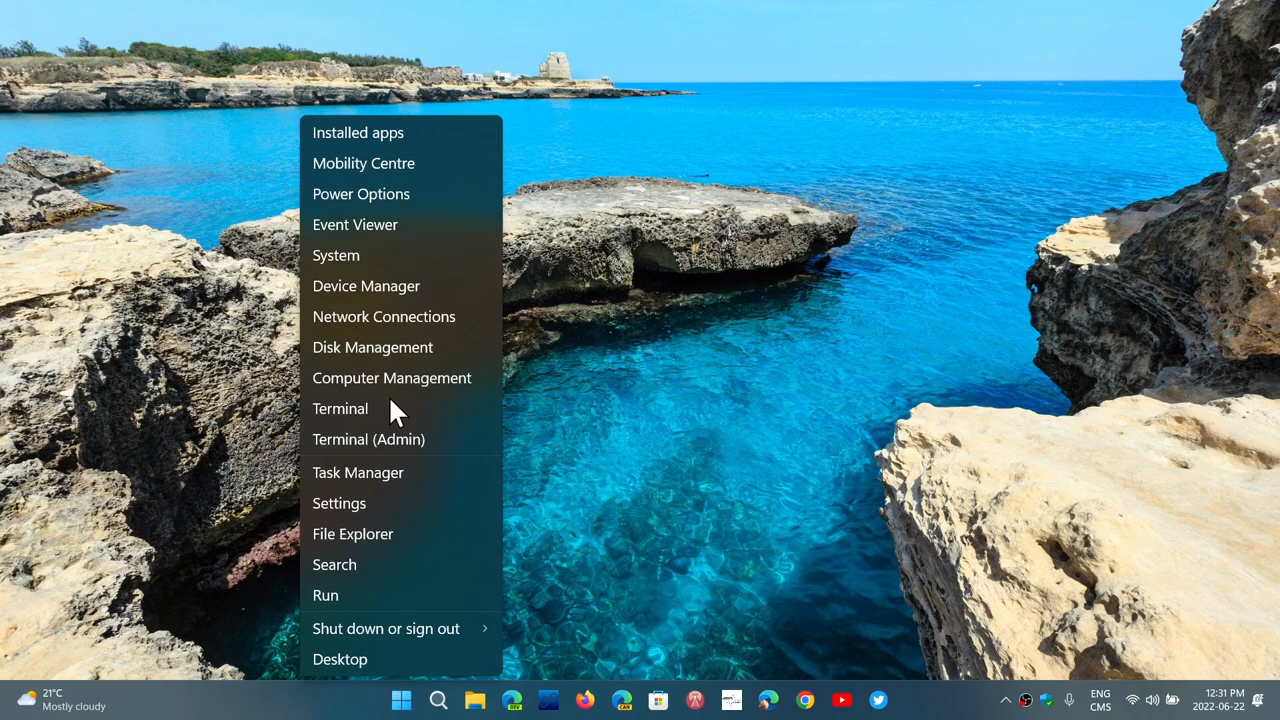 Installed apps
Mobility Centre
Power Options
Event Viewer
System
Device Manager
Network Connections
Disk Management
Computer Management
Terminal
Terminal (Admin)
Task Manager
Settings
File Explorer
Search
Run
Shut down or sign out
Desktop
21°C
Mostly cloudy
DEV
CAN
ENG
CMS
12:31 PM
2022-06-22